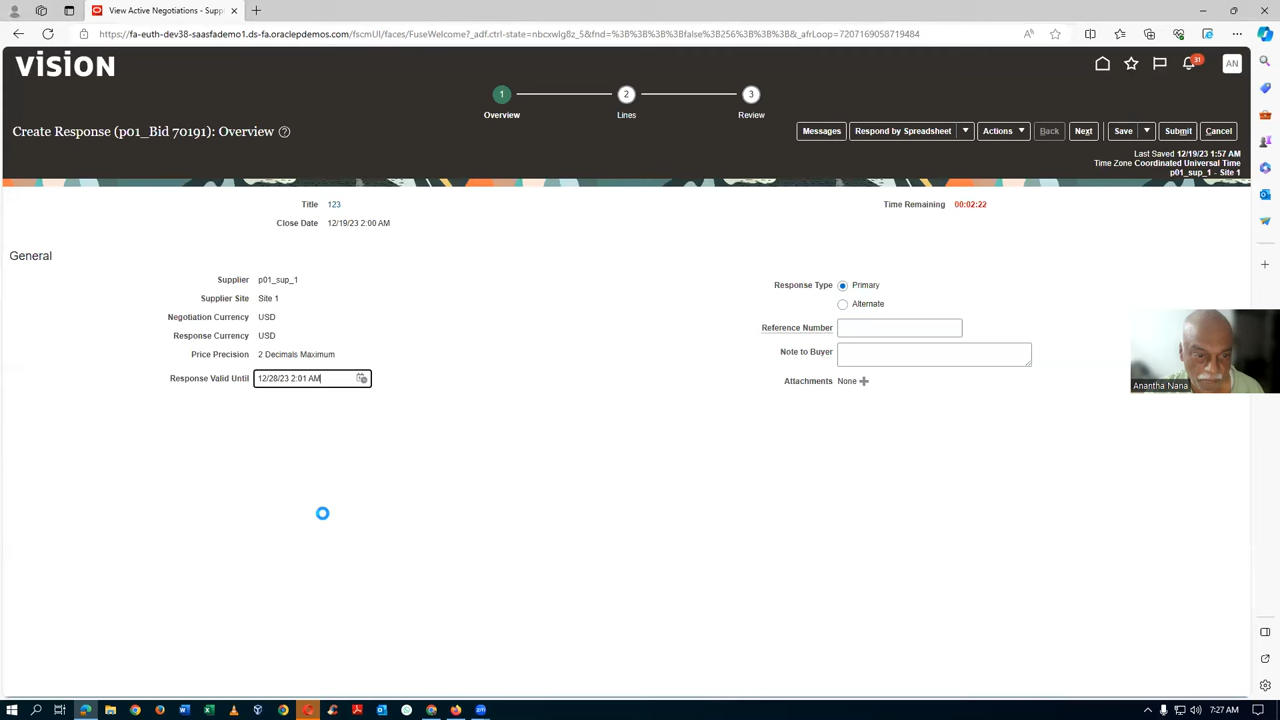 View Active Negotiations - Suppl
https://fa-euth-dev38-saasfademo1.ds-fa.oraclepdemos.com/fscmUI/faces/FuseWelcome?_adf.ctrl-state=nbcxwlg8z_5&fnd=%3B%3B%3B%3Bfalse%3B256%3B%3B%3B&_afrLoop=7207169058719484
VISION
31
AN
1
2
3
Overview
Lines
Review
Create Response (p01_Bid 70191): Overview
Messages
Respond by Spreadsheet
Actions
Back
Next
Save
Submit
Cancel
Last Saved 12/19/23 1:57 AM
Time Zone Coordinated Universal Time
p01_sup_1 - Site 1
Title 123
Time Remaining 00:02:22
Close Date 12/19/23 2:00 AM
General
Supplier p01_sup_1
Supplier Site Site 1
Negotiation Currency USD
Response Currency USD
Price Precision 2 Decimals Maximum
Response Valid Until 12/28/23 2:01 AM
Response Type Primary
Alternate
Reference Number
Note to Buyer
Attachments None
Anantha Nana
7:27 AM